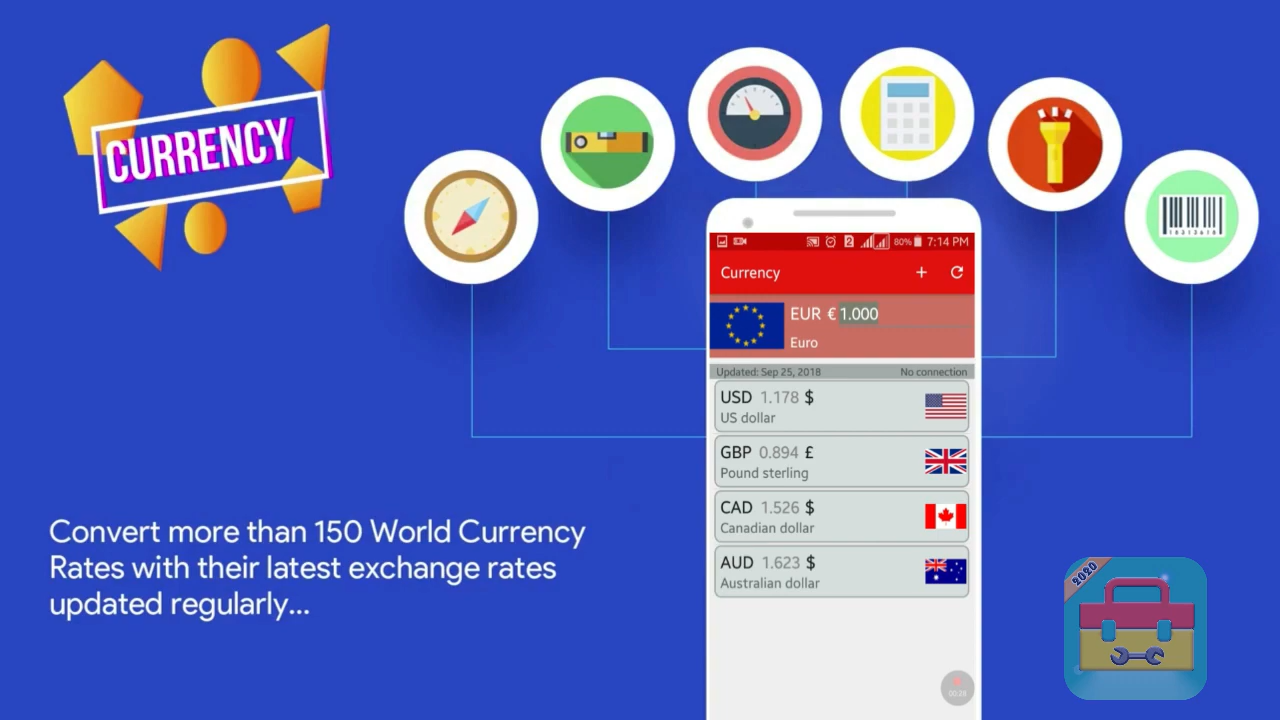 CURRENCY
80% 7:14 PM
Currency
EUR € 1.000
Euro
Updated: Sep 25, 2018 No connection
USD 1.178 $
US dollar
GBP 0.894 £
Pound sterling
CAD 1.526 $
Canadian dollar
AUD 1.623 $
Australian dollar
00:28
Convert more than 150 World Currency
Rates with their latest exchange rates
updated regularly...
2020